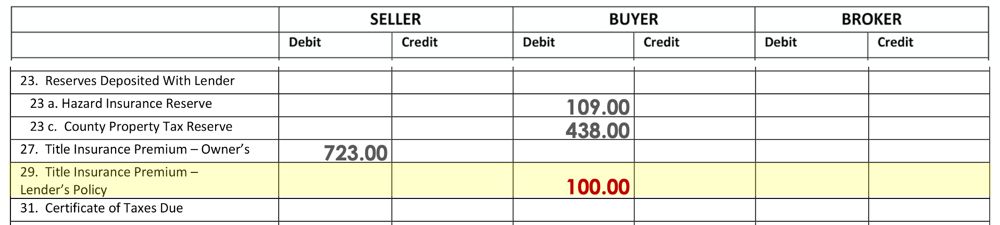 SELLER BUYER BROKER
Debit Credit Debit Credit Debit Credit
23. Reserves Deposited With Lender
23 a. Hazard Insurance Reserve 109.00
23 c. County Property Tax Reserve 438.00
27. Title Insurance Premium – Owner’s 723.00
29. Title Insurance Premium –
Lender’s Policy 100.00
31. Certificate of Taxes Due